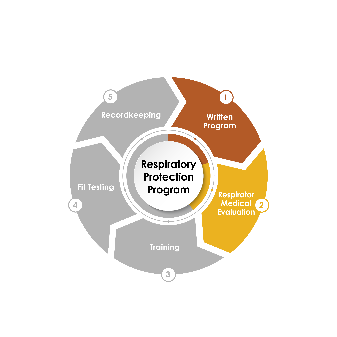 Respiratory
Protection
Program
1
Written
Program
Respirator
Medical
Evaluation
2
Training
3
Fit Testing
4
5
Recordkeeping